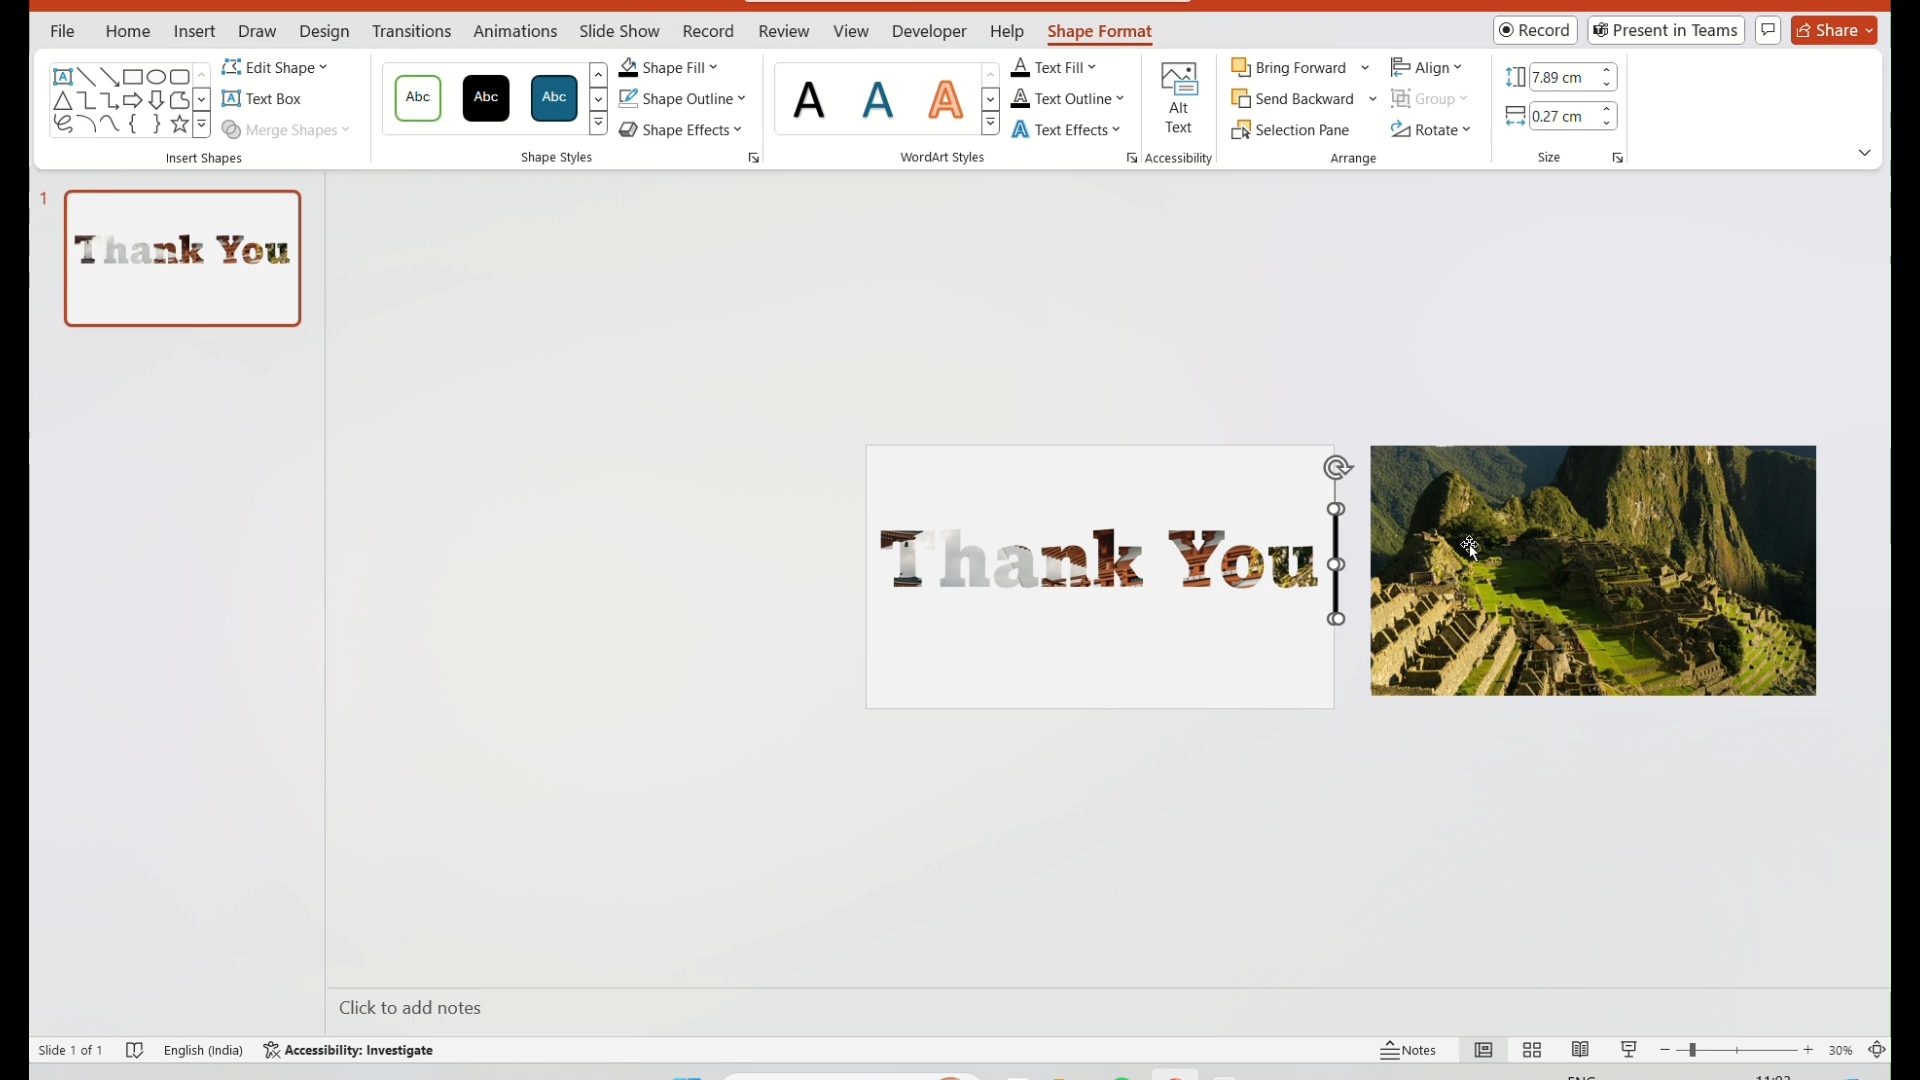 File Home Insert Draw Design Transitions Animations Slide Show Record Review View Developer Help Shape Format Record Present in Teams Share
Edit Shape
Text Box
Merge Shapes
Insert Shapes
Abc Abc Abc
Shape Fill
Shape Outline
Shape Effects
Shape Styles
A A A
Text Fill
Text Outline
Text Effects
WordArt Styles
Alt
Text
Accessibility
Bring Forward
Send Backward
Selection Pane
Align
Group
Rotate
Arrange
7.89 cm
0.27 cm
Size
1
Thank You
Thank You
Click to add notes
Slide 1 of 1 English (India) Accessibility: Investigate Notes 30%